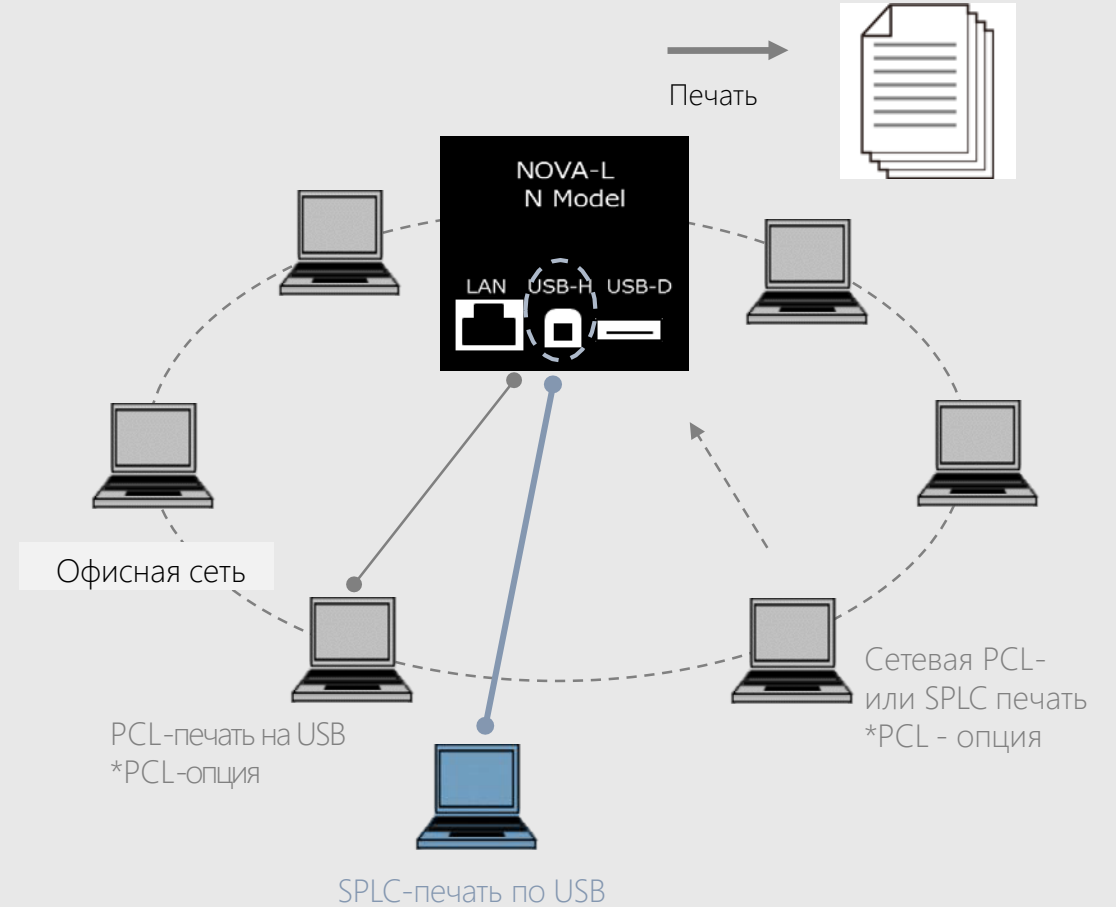 Печать
NOVA-L
N Model
LAN USB-H USB-D
Офисная сеть
Сетевая PCL-
или SPLC печать
*PCL - опция
PCL-печать на USB
*PCL-опция
SPLC-печать по USB